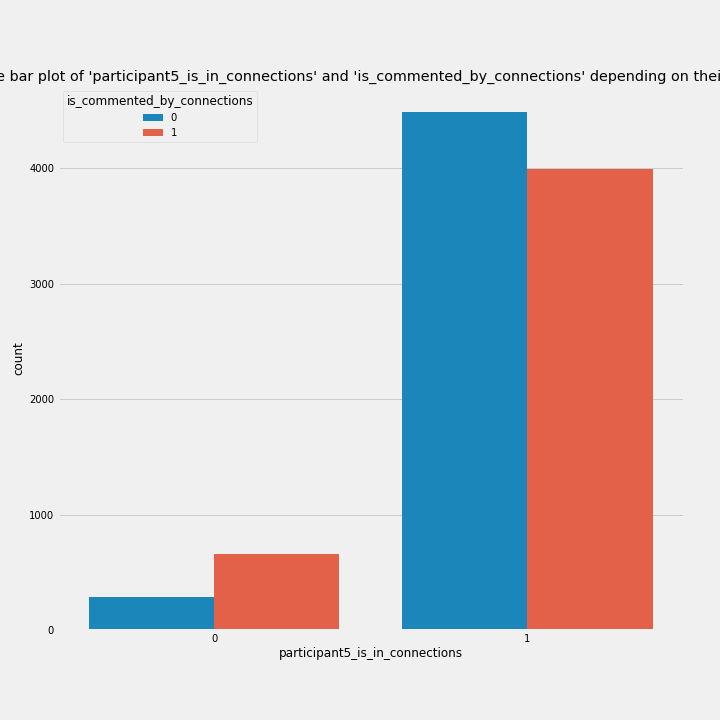 e bar plot of 'participant5_is_in_connections' and 'is_commented_by_connections' depending on thei
is_commented_by_connections
0
1
4000
3000
2000
1000
0
count
0 1
participant5_is_in_connections